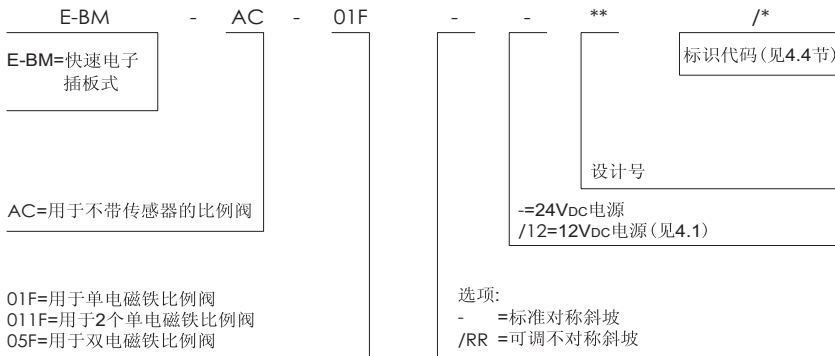 E-BM - AC - 01F - - ** /*
E-BM=快速电子
插板式
标识代码(见4.4节)
设计号
AC=用于不带传感器的比例阀
-=24VDC电源
/12=12VDC电源(见4.1)
01F=用于单电磁铁比例阀
011F=用于2个单电磁铁比例阀
05F=用于双电磁铁比例阀
选项:
- =标准对称斜坡
/RR =可调不对称斜坡